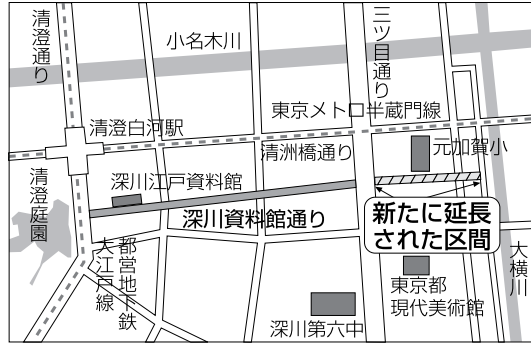 清澄通り
小名木川
三ツ目通り
東京メトロ半蔵門線
清澄白河駅
清洲橋通り
元加賀小
深川江戸資料館
清澄庭園
深川資料館通り
新たに延長
された区間
都営地下鉄
大江戸線
大横川
東京都
現代美術館
深川第六中